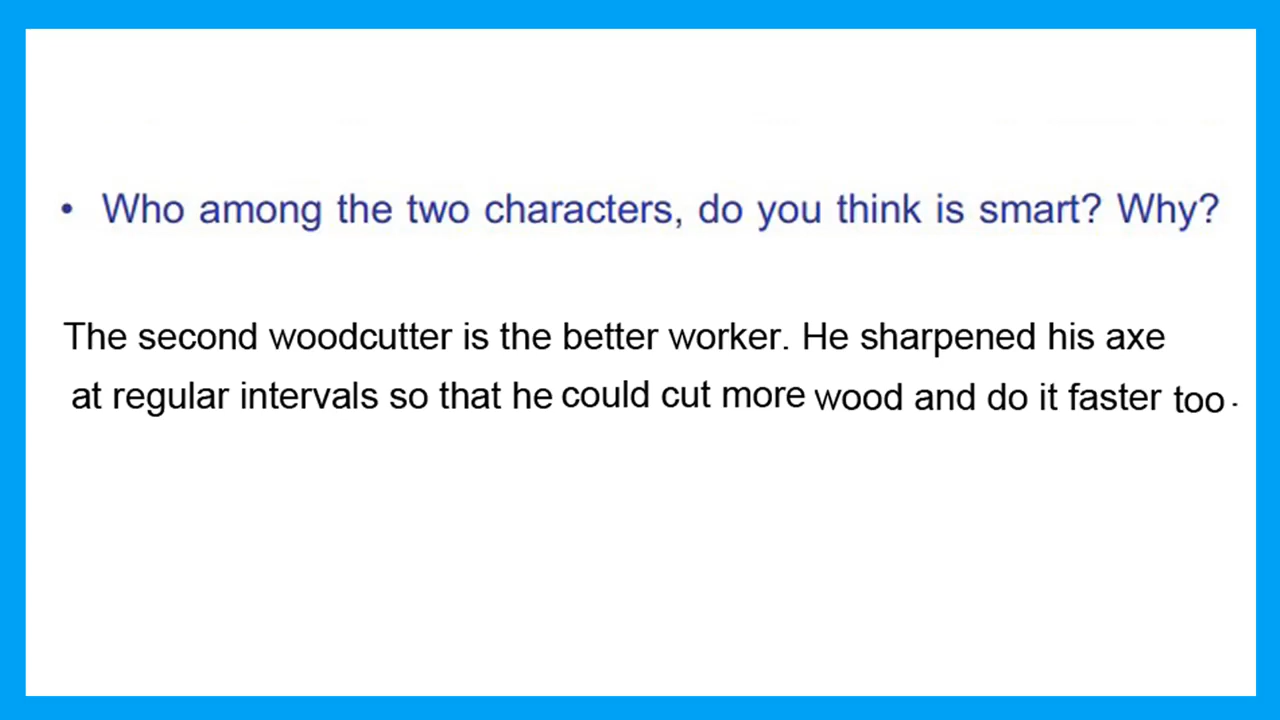 • Who among the two characters, do you think is smart? Why?
The second woodcutter is the better worker. He sharpened his axe
at regular intervals so that he could cut more wood and do it faster too.